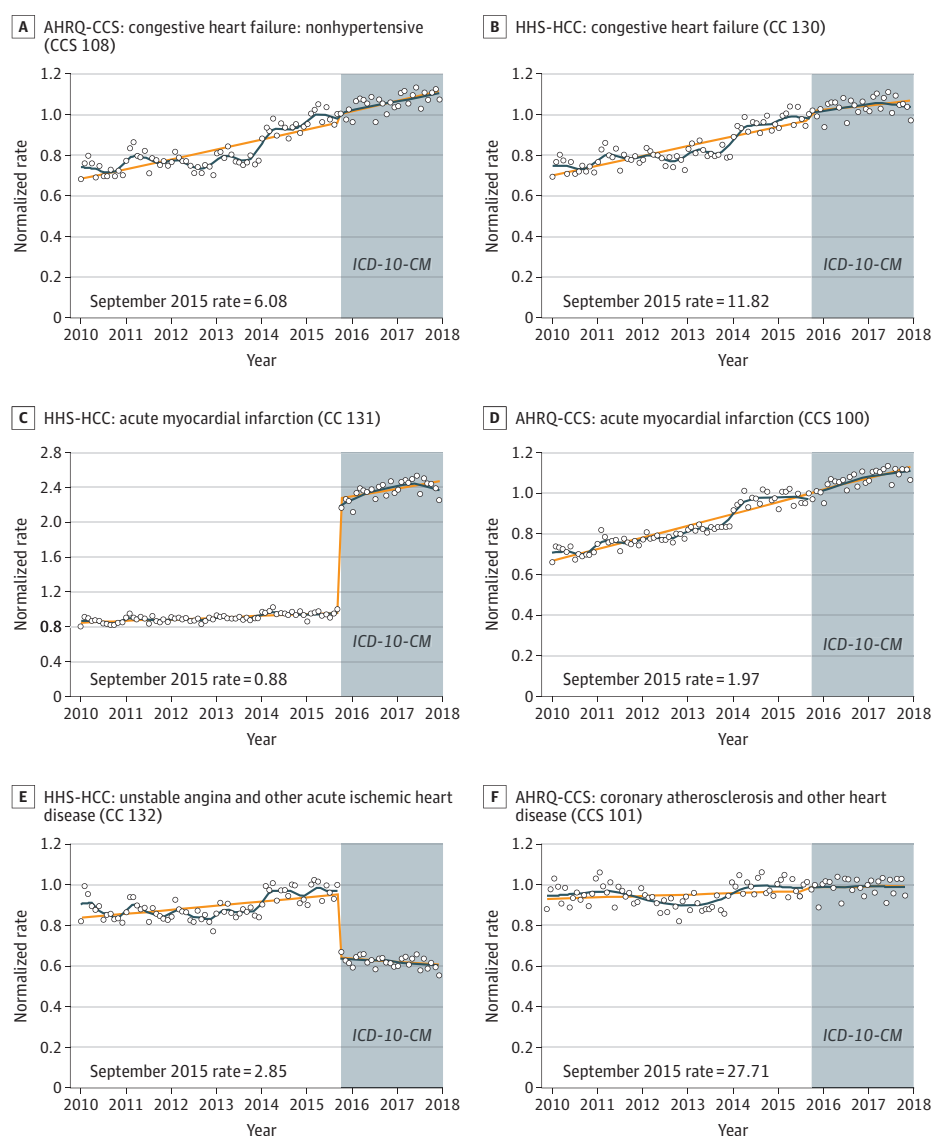 A AHRQ-CCS: congestive heart failure: nonhypertensive
(CCS 108)
1.2
1.0
0.8
0.6
0.4
0.2
0
Normalized rate
ICD-10-CM
September 2015 rate = 6.08
2010 2011 2012 2013 2014 2015 2016 2017 2018
Year
B HHS-HCC: congestive heart failure (CC 130)
1.2
1.0
0.8
0.6
0.4
0.2
0
Normalized rate
ICD-10-CM
September 2015 rate = 11.82
2010 2011 2012 2013 2014 2015 2016 2017 2018
Year
C HHS-HCC: acute myocardial infarction (CC 131)
2.8
2.4
2.0
1.6
1.2
0.8
0.4
0
Normalized rate
ICD-10-CM
September 2015 rate = 0.88
2010 2011 2012 2013 2014 2015 2016 2017 2018
Year
D AHRQ-CCS: acute myocardial infarction (CCS 100)
1.2
1.0
0.8
0.6
0.4
0.2
0
Normalized rate
ICD-10-CM
September 2015 rate = 1.97
2010 2011 2012 2013 2014 2015 2016 2017 2018
Year
E HHS-HCC: unstable angina and other acute ischemic heart
disease (CC 132)
1.2
1.0
0.8
0.6
0.4
0.2
0
Normalized rate
ICD-10-CM
September 2015 rate = 2.85
2010 2011 2012 2013 2014 2015 2016 2017 2018
Year
F AHRQ-CCS: coronary atherosclerosis and other heart
disease (CCS 101)
1.2
1.0
0.8
0.6
0.4
0.2
0
Normalized rate
ICD-10-CM
September 2015 rate = 27.71
2010 2011 2012 2013 2014 2015 2016 2017 2018
Year